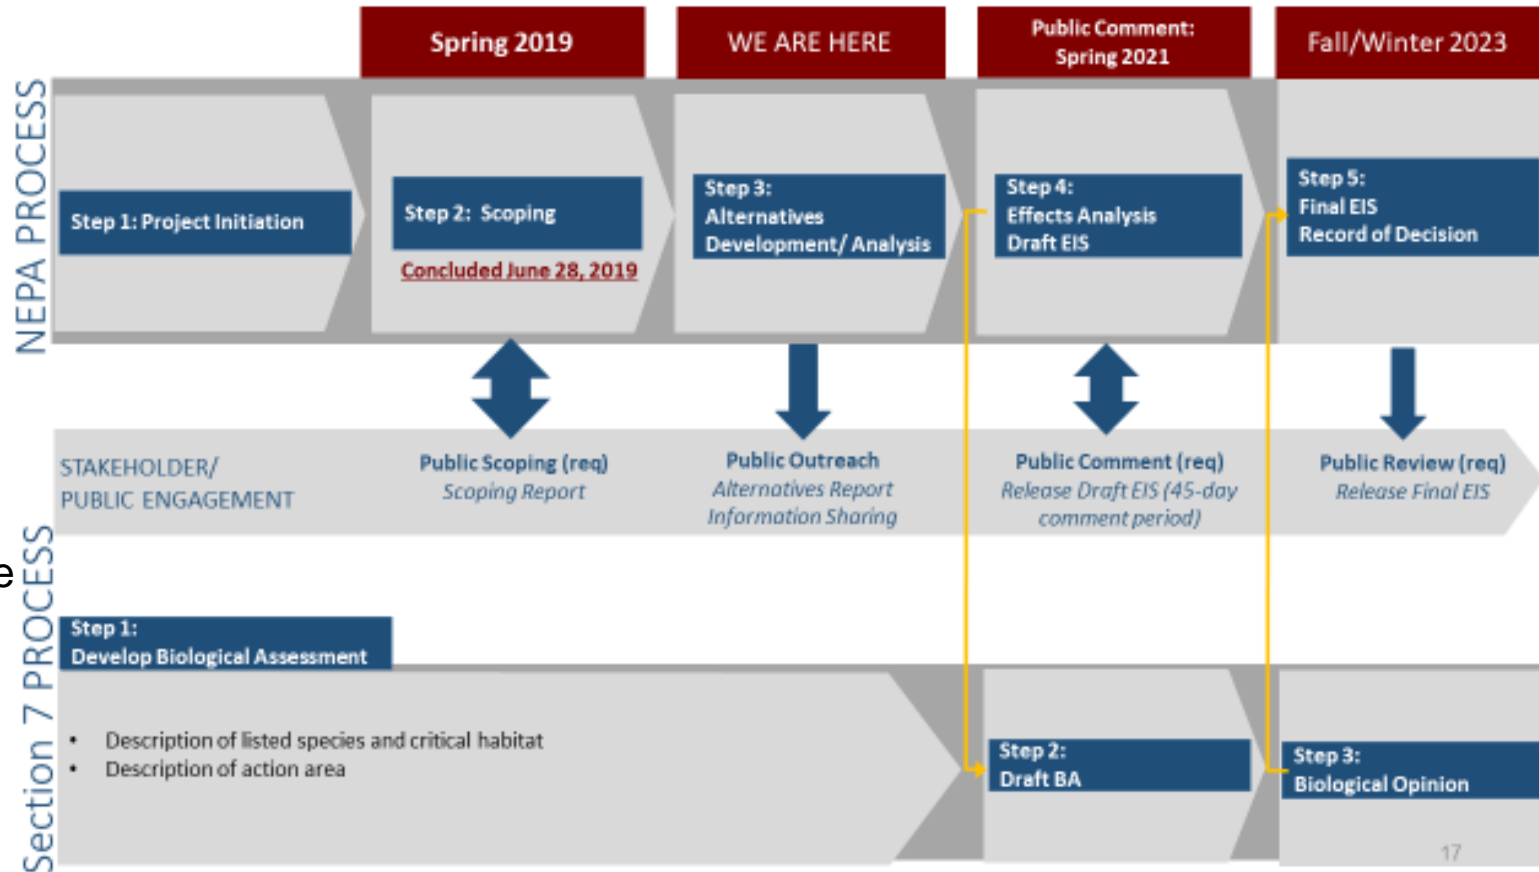 Spring 2019
WE ARE HERE
Public Comment:
Spring 2021
Fall/Winter 2023
NEPA PROCESS
Step 1: Project Initiation
Step 2: Scoping
Concluded June 28, 2019
Step 3:
Alternatives
Development/ Analysis
Step 4:
Effects Analysis
Draft EIS
Step 5:
Final EIS
Record of Decision
STAKEHOLDER/
PUBLIC ENGAGEMENT
Public Scoping (req)
Scoping Report
Public Outreach
Alternatives Report
Information Sharing
Public Comment (req)
Release Draft EIS (45-day
comment period)
Public Review (req)
Release Final EIS
e
Section 7 PROCESS
Step 1:
Develop Biological Assessment
• Description of listed species and critical habitat
• Description of action area
Step 2:
Draft BA
Step 3:
Biological Opinion
17